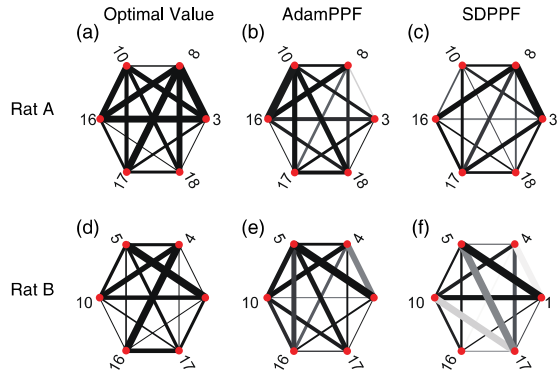 Optimal Value AdamPPF SDPPF
(a) (b) (c)
10 8 10 8 10 8
Rat A
16 3 16 3 16 3
17 18 17 18 17 18
(d) (e) (f)
5 4 5 4 5 4
Rat B
10 1 10 1 10 1
16 17 16 17 16 17